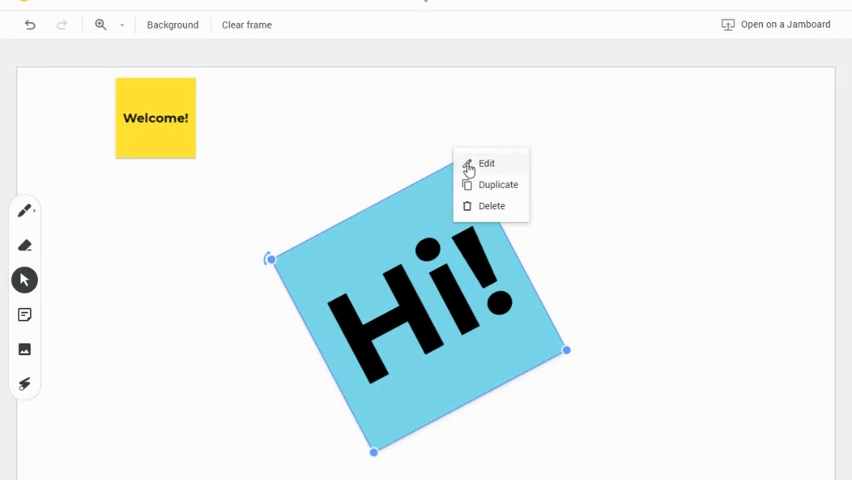 Background
Clear frame
Open on a Jamboard
Welcome!
Edit
Duplicate
Delete
Hi!